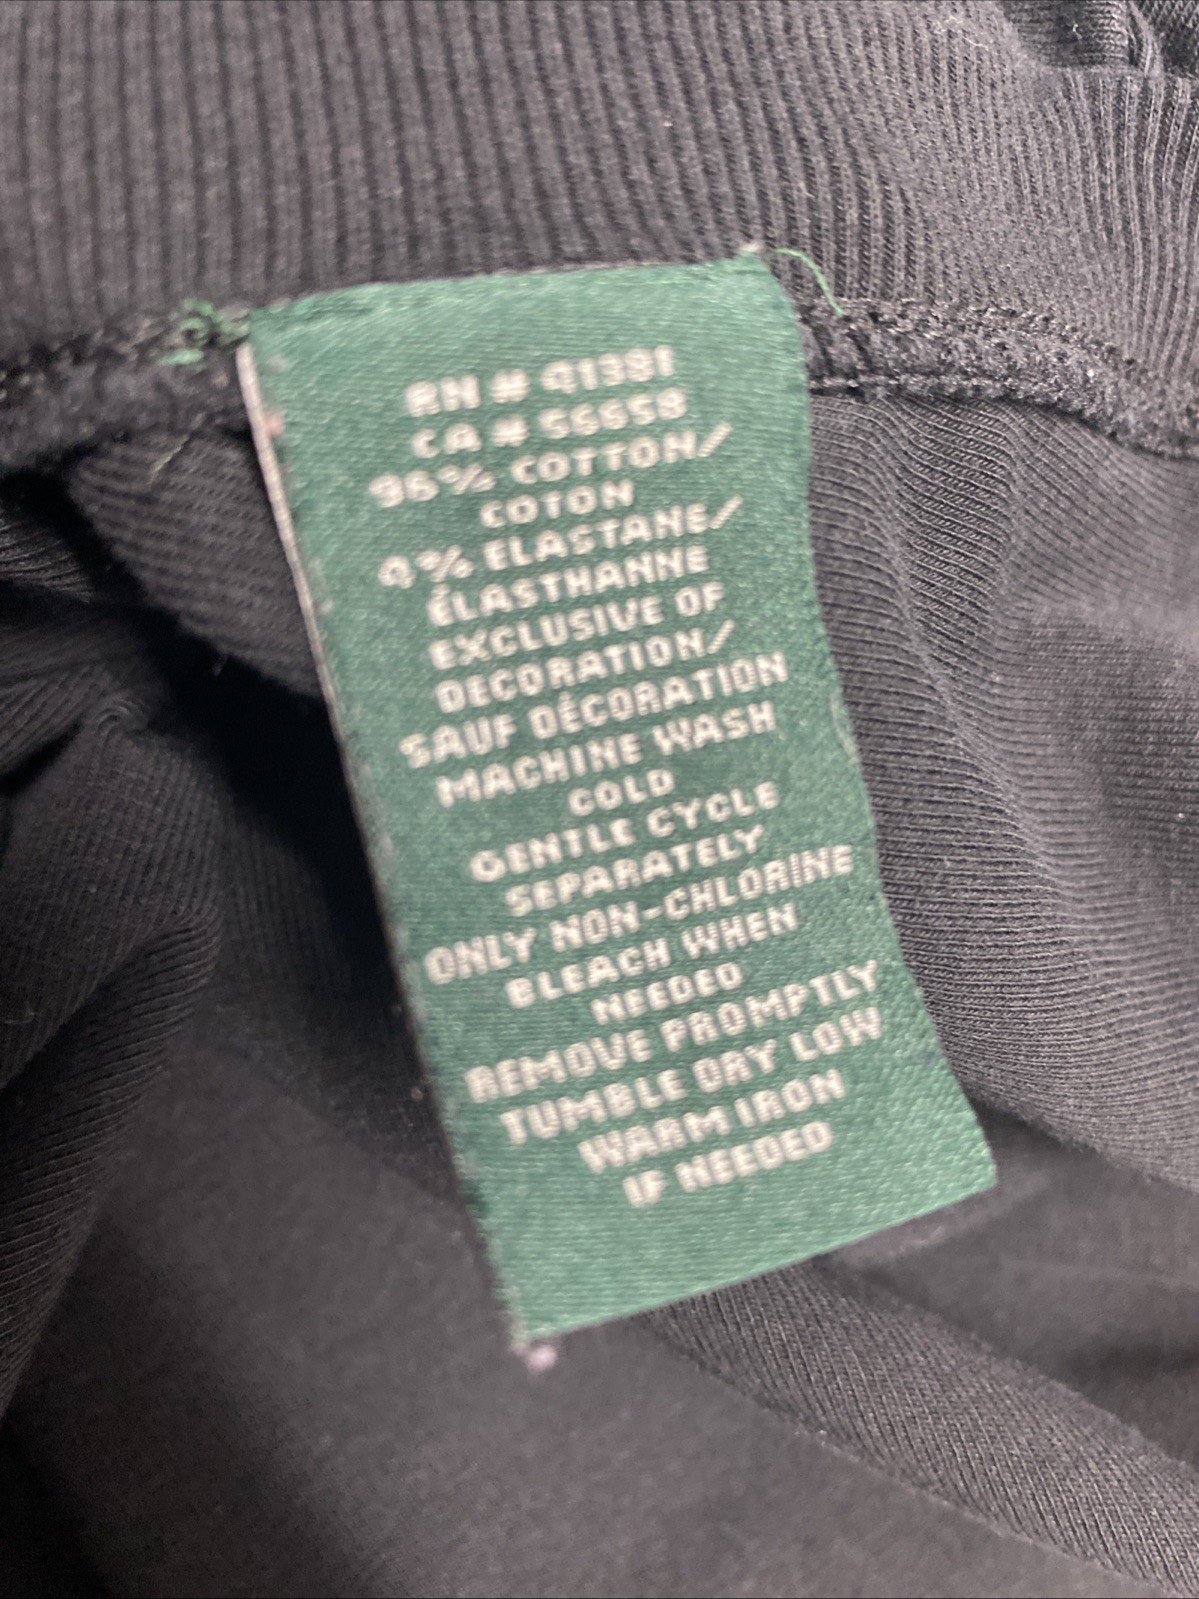 RN # 91381
CA # 56658
96% COTTON/
COTON
4% ELASTANE/
ÉLASTHANNE
EXCLUSIVE OF
DECORATION/
SAUF DÉCORATION
MACHINE WASH
COLD
GENTLE CYCLE
SEPARATELY
ONLY NON-CHLORINE
BLEACH WHEN
NEEDED
REMOVE PROMPTLY
TUMBLE DRY LOW
WARM IRON
IF NEEDED